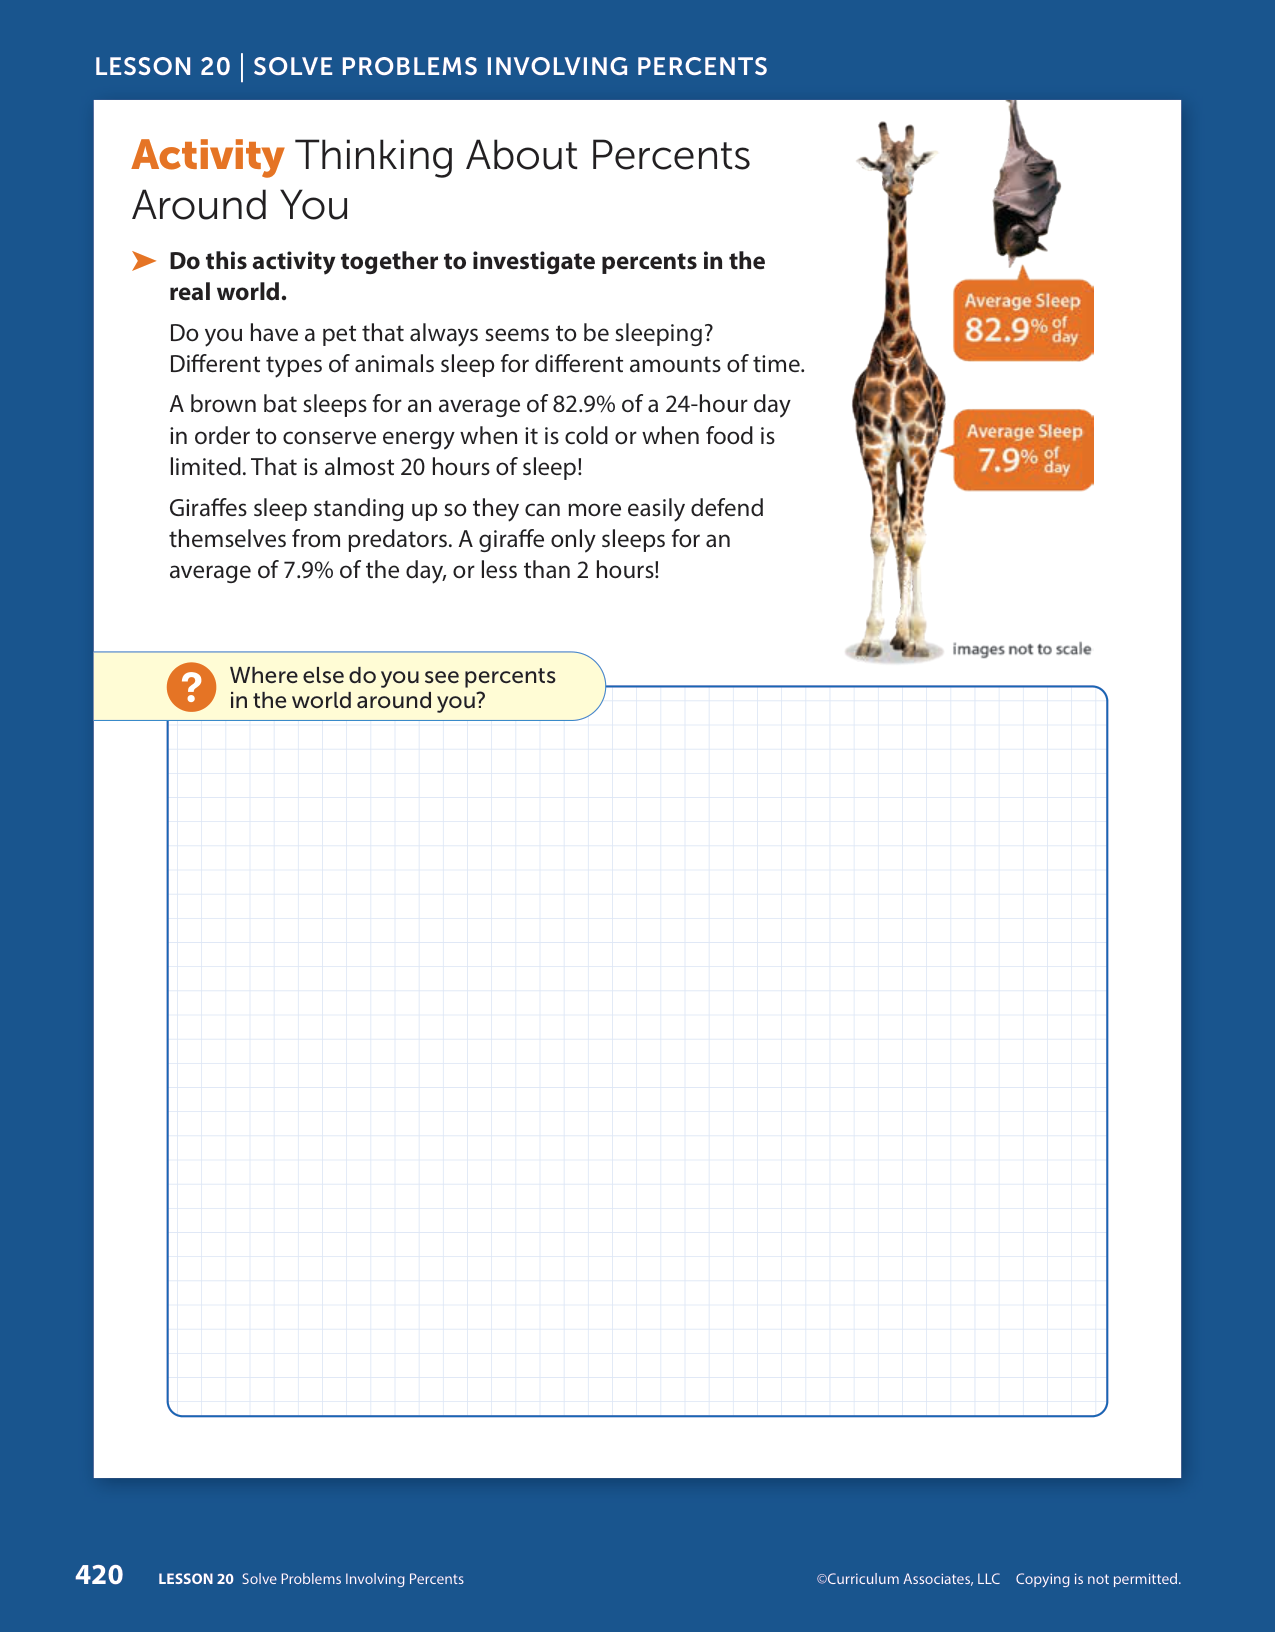 LESSON 20 | SOLVE PROBLEMS INVOLVING PERCENTS
Activity Thinking About Percents
Around You
Do this activity together to investigate percents in the
real world.
Do you have a pet that always seems to be sleeping?
Different types of animals sleep for different amounts of time.
A brown bat sleeps for an average of 82.9% of a 24-hour day
in order to conserve energy when it is cold or when food is
limited. That is almost 20 hours of sleep!
Giraffes sleep standing up so they can more easily defend
themselves from predators. A giraffe only sleeps for an
average of 7.9% of the day, or less than 2 hours!
Average Sleep
82.9% of day
Average Sleep
7.9% of day
images not to scale
?
Where else do you see percents
in the world around you?
420 LESSON 20 Solve Problems Involving Percents
©Curriculum Associates, LLC Copying is not permitted.